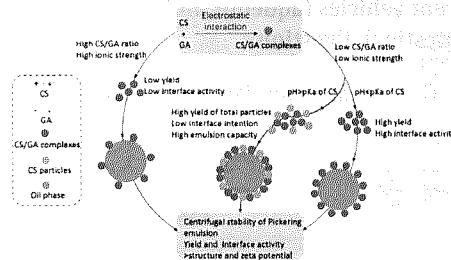 Electrostatic
interaction
CS
GA
CS/GA complexes
High CS/GA ratio
High ionic strength
Low CS/GA ratio
Low ionic strength
Low yield
Low interface activity
pH>pKa of CS
pH<pKa of CS
High yield of total particles
Low interface intention
High emulsion capacity
High yield
High interface activit
CS
GA
CS/GA complexes
CS particles
Oil phase
Centrifugal stability of Pickering
emulsion
Yield and Interface activity
>structure and zeta potential